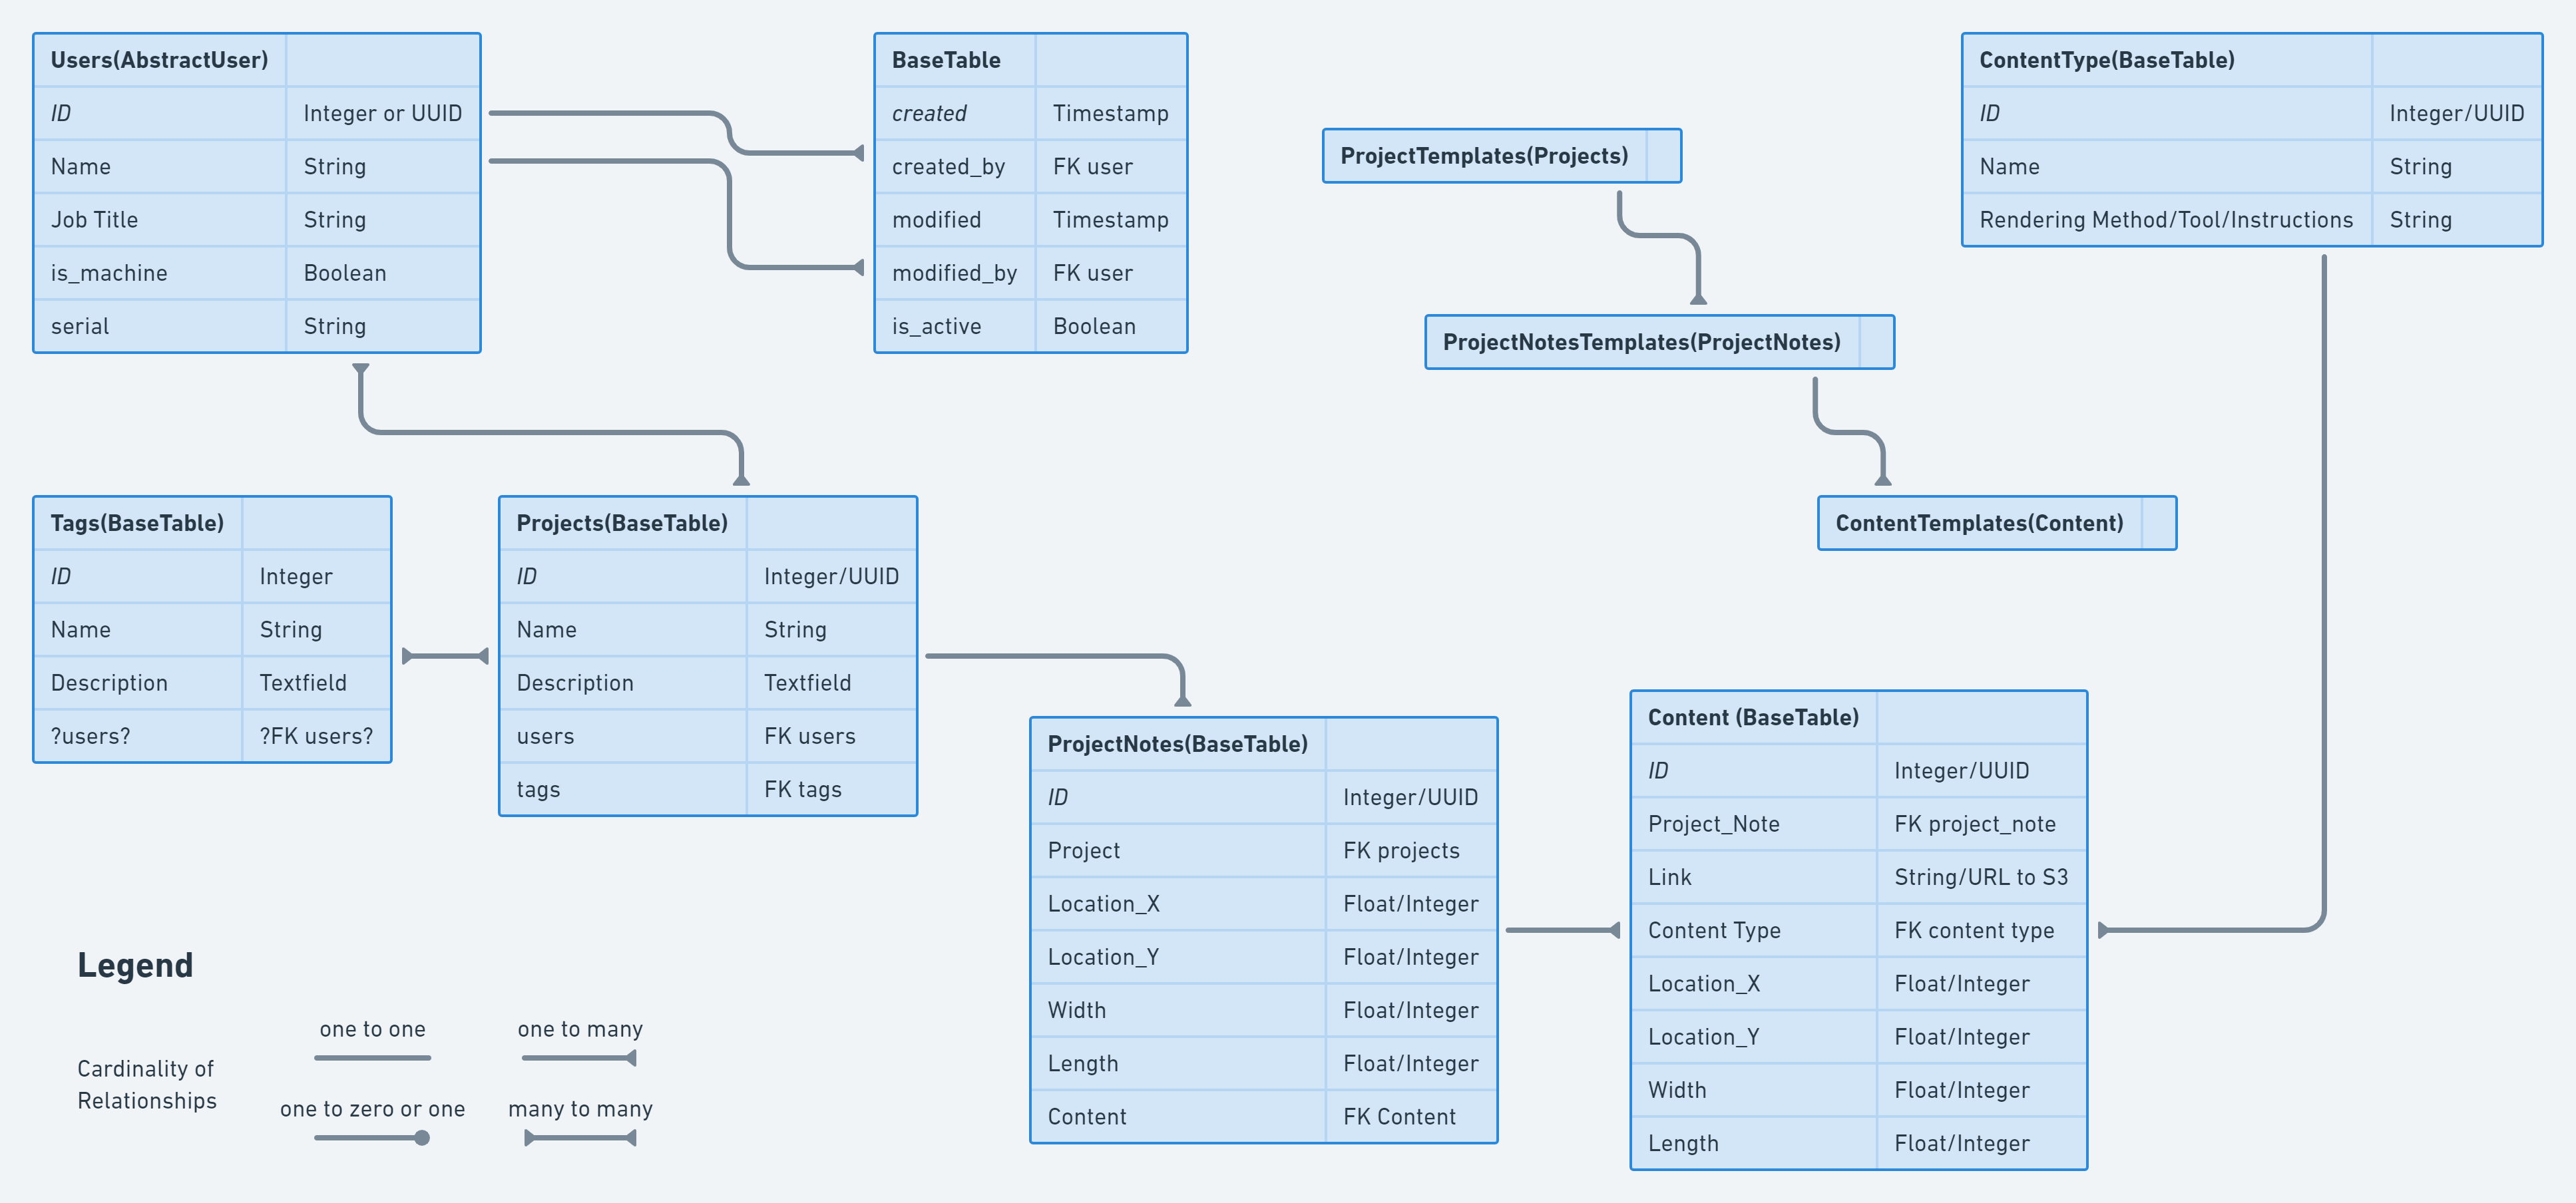 Users(AbstractUser)
ID Integer or UUID
Name String
Job Title String
is_machine Boolean
serial String
BaseTable
created Timestamp
created_by FK user
modified Timestamp
modified_by FK user
is_active Boolean
ProjectTemplates(Projects)
ProjectNotesTemplates(ProjectNotes)
ContentTemplates(Content)
ContentType(BaseTable)
ID Integer/UUID
Name String
Rendering Method/Tool/Instructions String
Tags(BaseTable)
ID Integer
Name String
Description Textfield
?users? ?FK users?
Projects(BaseTable)
ID Integer/UUID
Name String
Description Textfield
users FK users
tags FK tags
ProjectNotes(BaseTable)
ID Integer/UUID
Project FK projects
Location_X Float/Integer
Location_Y Float/Integer
Width Float/Integer
Length Float/Integer
Content FK Content
Content (BaseTable)
ID Integer/UUID
Project_Note FK project_note
Link String/URL to S3
Content Type FK content type
Location_X Float/Integer
Location_Y Float/Integer
Width Float/Integer
Length Float/Integer
Legend
Cardinality of
Relationships
one to one
one to many
one to zero or one
many to many